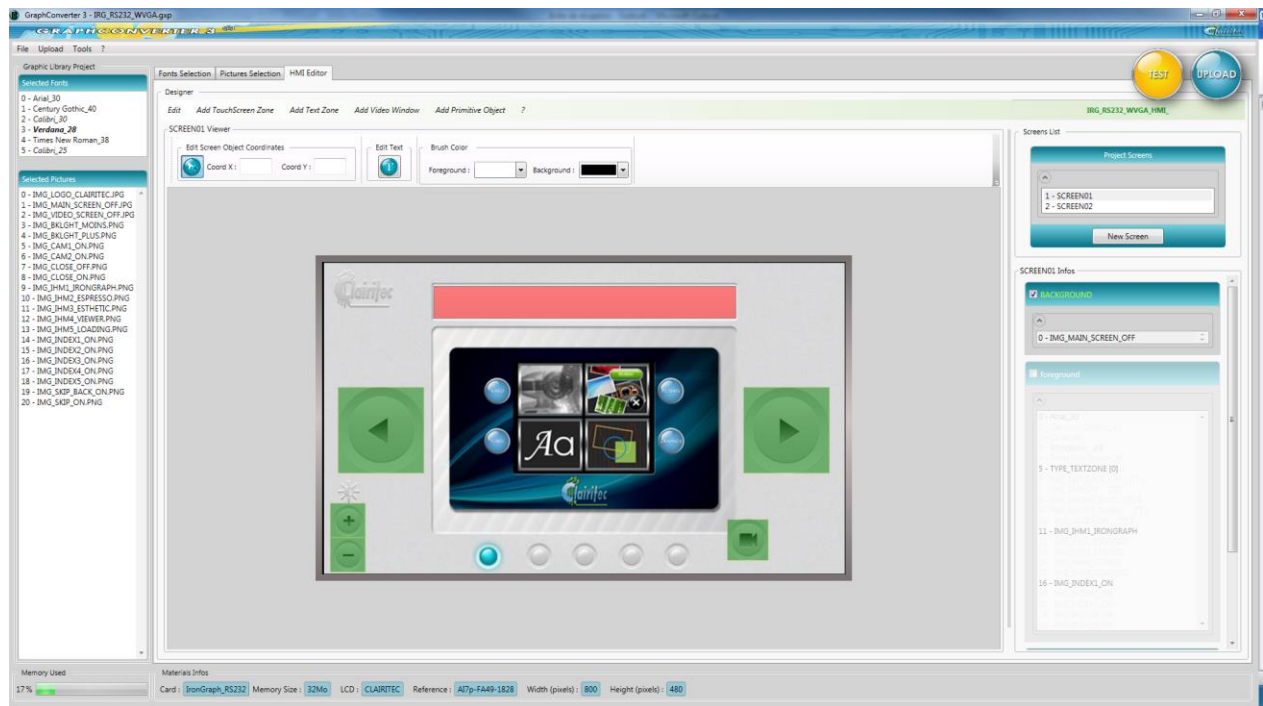 GraphConverter 3 - IRG_RS232_WVGA.gxp
GRAPHCONVERTER 3
Clairitec
File Upload Tools ?
TEST
UPLOAD
Graphic Library Project
Selected Fonts
0 - Arial_30
1 - Century Gothic_40
2 - Calibri_30
3 - Verdana_28
4 - Times New Roman_38
5 - Calibri_25
Selected Pictures
0 - IMG_LOGO_CLAIRITEC.JPG
1 - IMG_MAIN_SCREEN_OFF.JPG
2 - IMG_VIDEO_SCREEN_OFF.JPG
3 - IMG_BKLGHT_MOINS.PNG
4 - IMG_BKLGHT_PLUS.PNG
5 - IMG_CAM1_ON.PNG
6 - IMG_CAM2_ON.PNG
7 - IMG_CLOSE_OFF.PNG
8 - IMG_CLOSE_ON.PNG
9 - IMG_IHM1_IRONGRAPH.PNG
10 - IMG_IHM2_ESPRESSO.PNG
11 - IMG_IHM3_ESTHETIC.PNG
12 - IMG_IHM4_VIEWER.PNG
13 - IMG_IHM5_LOADING.PNG
14 - IMG_INDEX1_ON.PNG
15 - IMG_INDEX2_ON.PNG
16 - IMG_INDEX3_ON.PNG
17 - IMG_INDEX4_ON.PNG
18 - IMG_INDEX5_ON.PNG
19 - IMG_SKIP_BACK_ON.PNG
20 - IMG_SKIP_ON.PNG
Memory Used
17%
Fonts Selection Pictures Selection HMI Editor
Designer
Edit Add TouchScreen Zone Add Text Zone Add Video Window Add Primitive Object ?
IRG_RS232_WVGA_HMI_
SCREEN01 Viewer
Edit Screen Object Coordinates
Coord X :
Coord Y :
Edit Text
Brush Color
Foreground :
Background :
Clairitec
Aa
Clairitec
Screens List
Project Screens
1 - SCREEN01
2 - SCREEN02
New Screen
SCREEN01 Infos
BACKGROUND
0 - IMG_MAIN_SCREEN_OFF
Foreground
5 - TYPE_TEXTZONE [0]
11 - IMG_IHM1_IRONGRAPH
16 - IMG_INDEX1_ON
Materials Infos
Card : IronGraph_RS232 Memory Size : 32Mo LCD : CLAIRITEC Reference : AI7p-FA49-1828 Width (pixels) : 800 Height (pixels) : 480